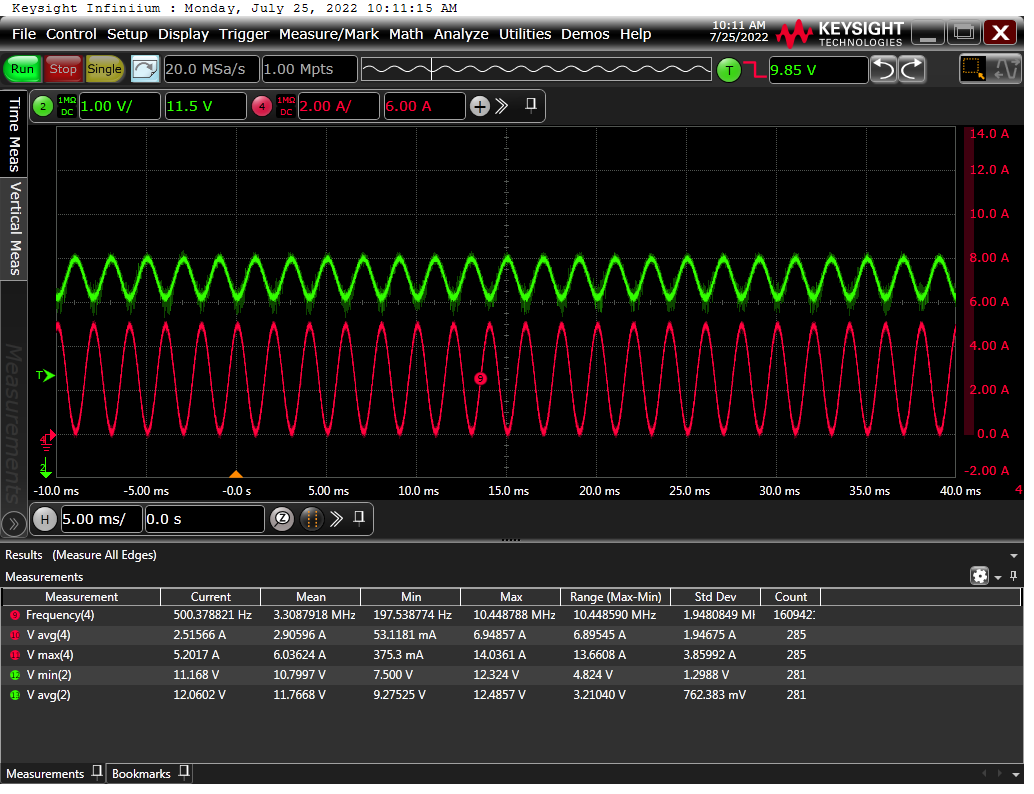 Keysight Infiniium : Monday, July 25, 2022 10:11:15 AM
File Control Setup Display Trigger Measure/Mark Math Analyze Utilities Demos Help
10:11 AM
7/25/2022
KEYSIGHT
TECHNOLOGIES
Run Stop Single 20.0 MSa/s 1.00 Mpts T 9.85 V
2 1MΩ DC 1.00 V/ 11.5 V 4 1MΩ DC 2.00 A/ 6.00 A
Time Meas
Vertical Meas
Measurements
14.0 A
12.0 A
10.0 A
8.00 A
6.00 A
4.00 A
2.00 A
0.0 A
-2.00 A
T
9
4
2
-10.0 ms -5.00 ms -0.0 s 5.00 ms 10.0 ms 15.0 ms 20.0 ms 25.0 ms 30.0 ms 35.0 ms 40.0 ms 4
H 5.00 ms/ 0.0 s Z
Results (Measure All Edges)
Measurements
Measurement Current Mean Min Max Range (Max-Min) Std Dev Count
9 Frequency(4) 500.378821 Hz 3.3087918 MHz 197.538774 Hz 10.448788 MHz 10.448590 MHz 1.9480849 MH 160942
10 V avg(4) 2.51566 A 2.90596 A 53.1181 mA 6.94857 A 6.89545 A 1.94675 A 285
11 V max(4) 5.2017 A 6.03624 A 375.3 mA 14.0361 A 13.6608 A 3.85992 A 285
12 V min(2) 11.168 V 10.7997 V 7.500 V 12.324 V 4.824 V 1.2988 V 281
13 V avg(2) 12.0602 V 11.7668 V 9.27525 V 12.4857 V 3.21040 V 762.383 mV 281
Measurements Bookmarks